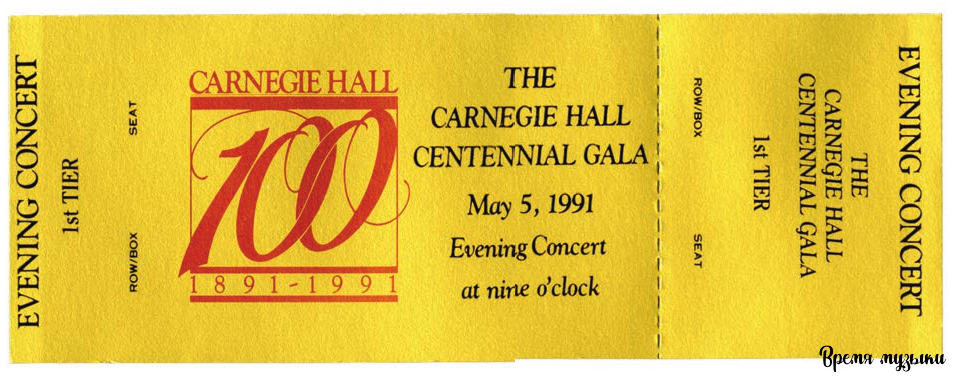 EVENING CONCERT
1st TIER
SEAT
ROW/BOX
CARNEGIE HALL
100
1891-1991
THE
CARNEGIE HALL
CENTENNIAL GALA
May 5, 1991
Evening Concert
at nine o'clock
ROW/BOX
SEAT
1st TIER
THE
CARNEGIE HALL
CENTENNIAL GALA
EVENING CONCERT
Время музыки